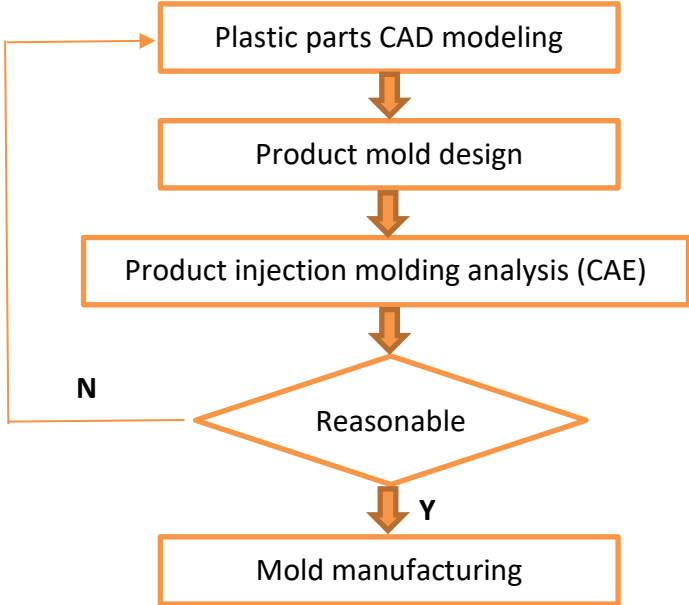 Plastic parts CAD modeling
Product mold design
Product injection molding analysis (CAE)
N
Reasonable
Y
Mold manufacturing